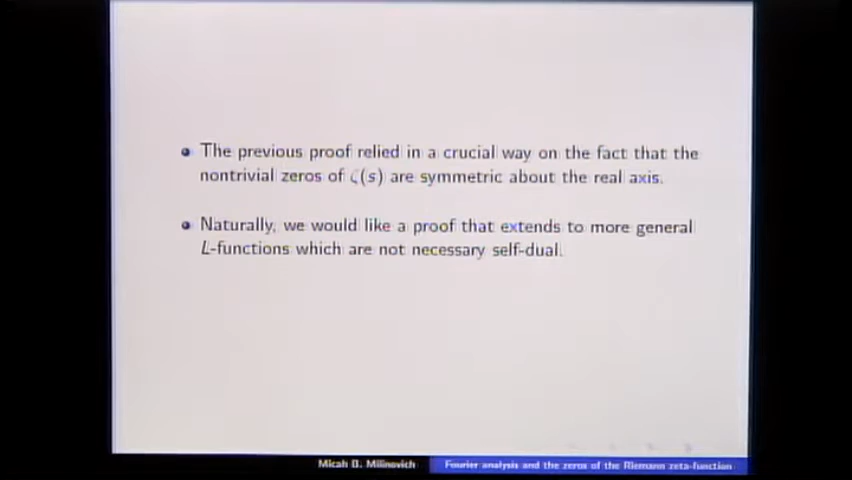 The previous proof relied in a crucial way on the fact that the
nontrivial zeros of ζ(s) are symmetric about the real axis.
Naturally, we would like a proof that extends to more general
L-functions which are not necessary self-dual.
Micah B. Milinovich Fourier analysis and the zeros of the Riemann zeta-function